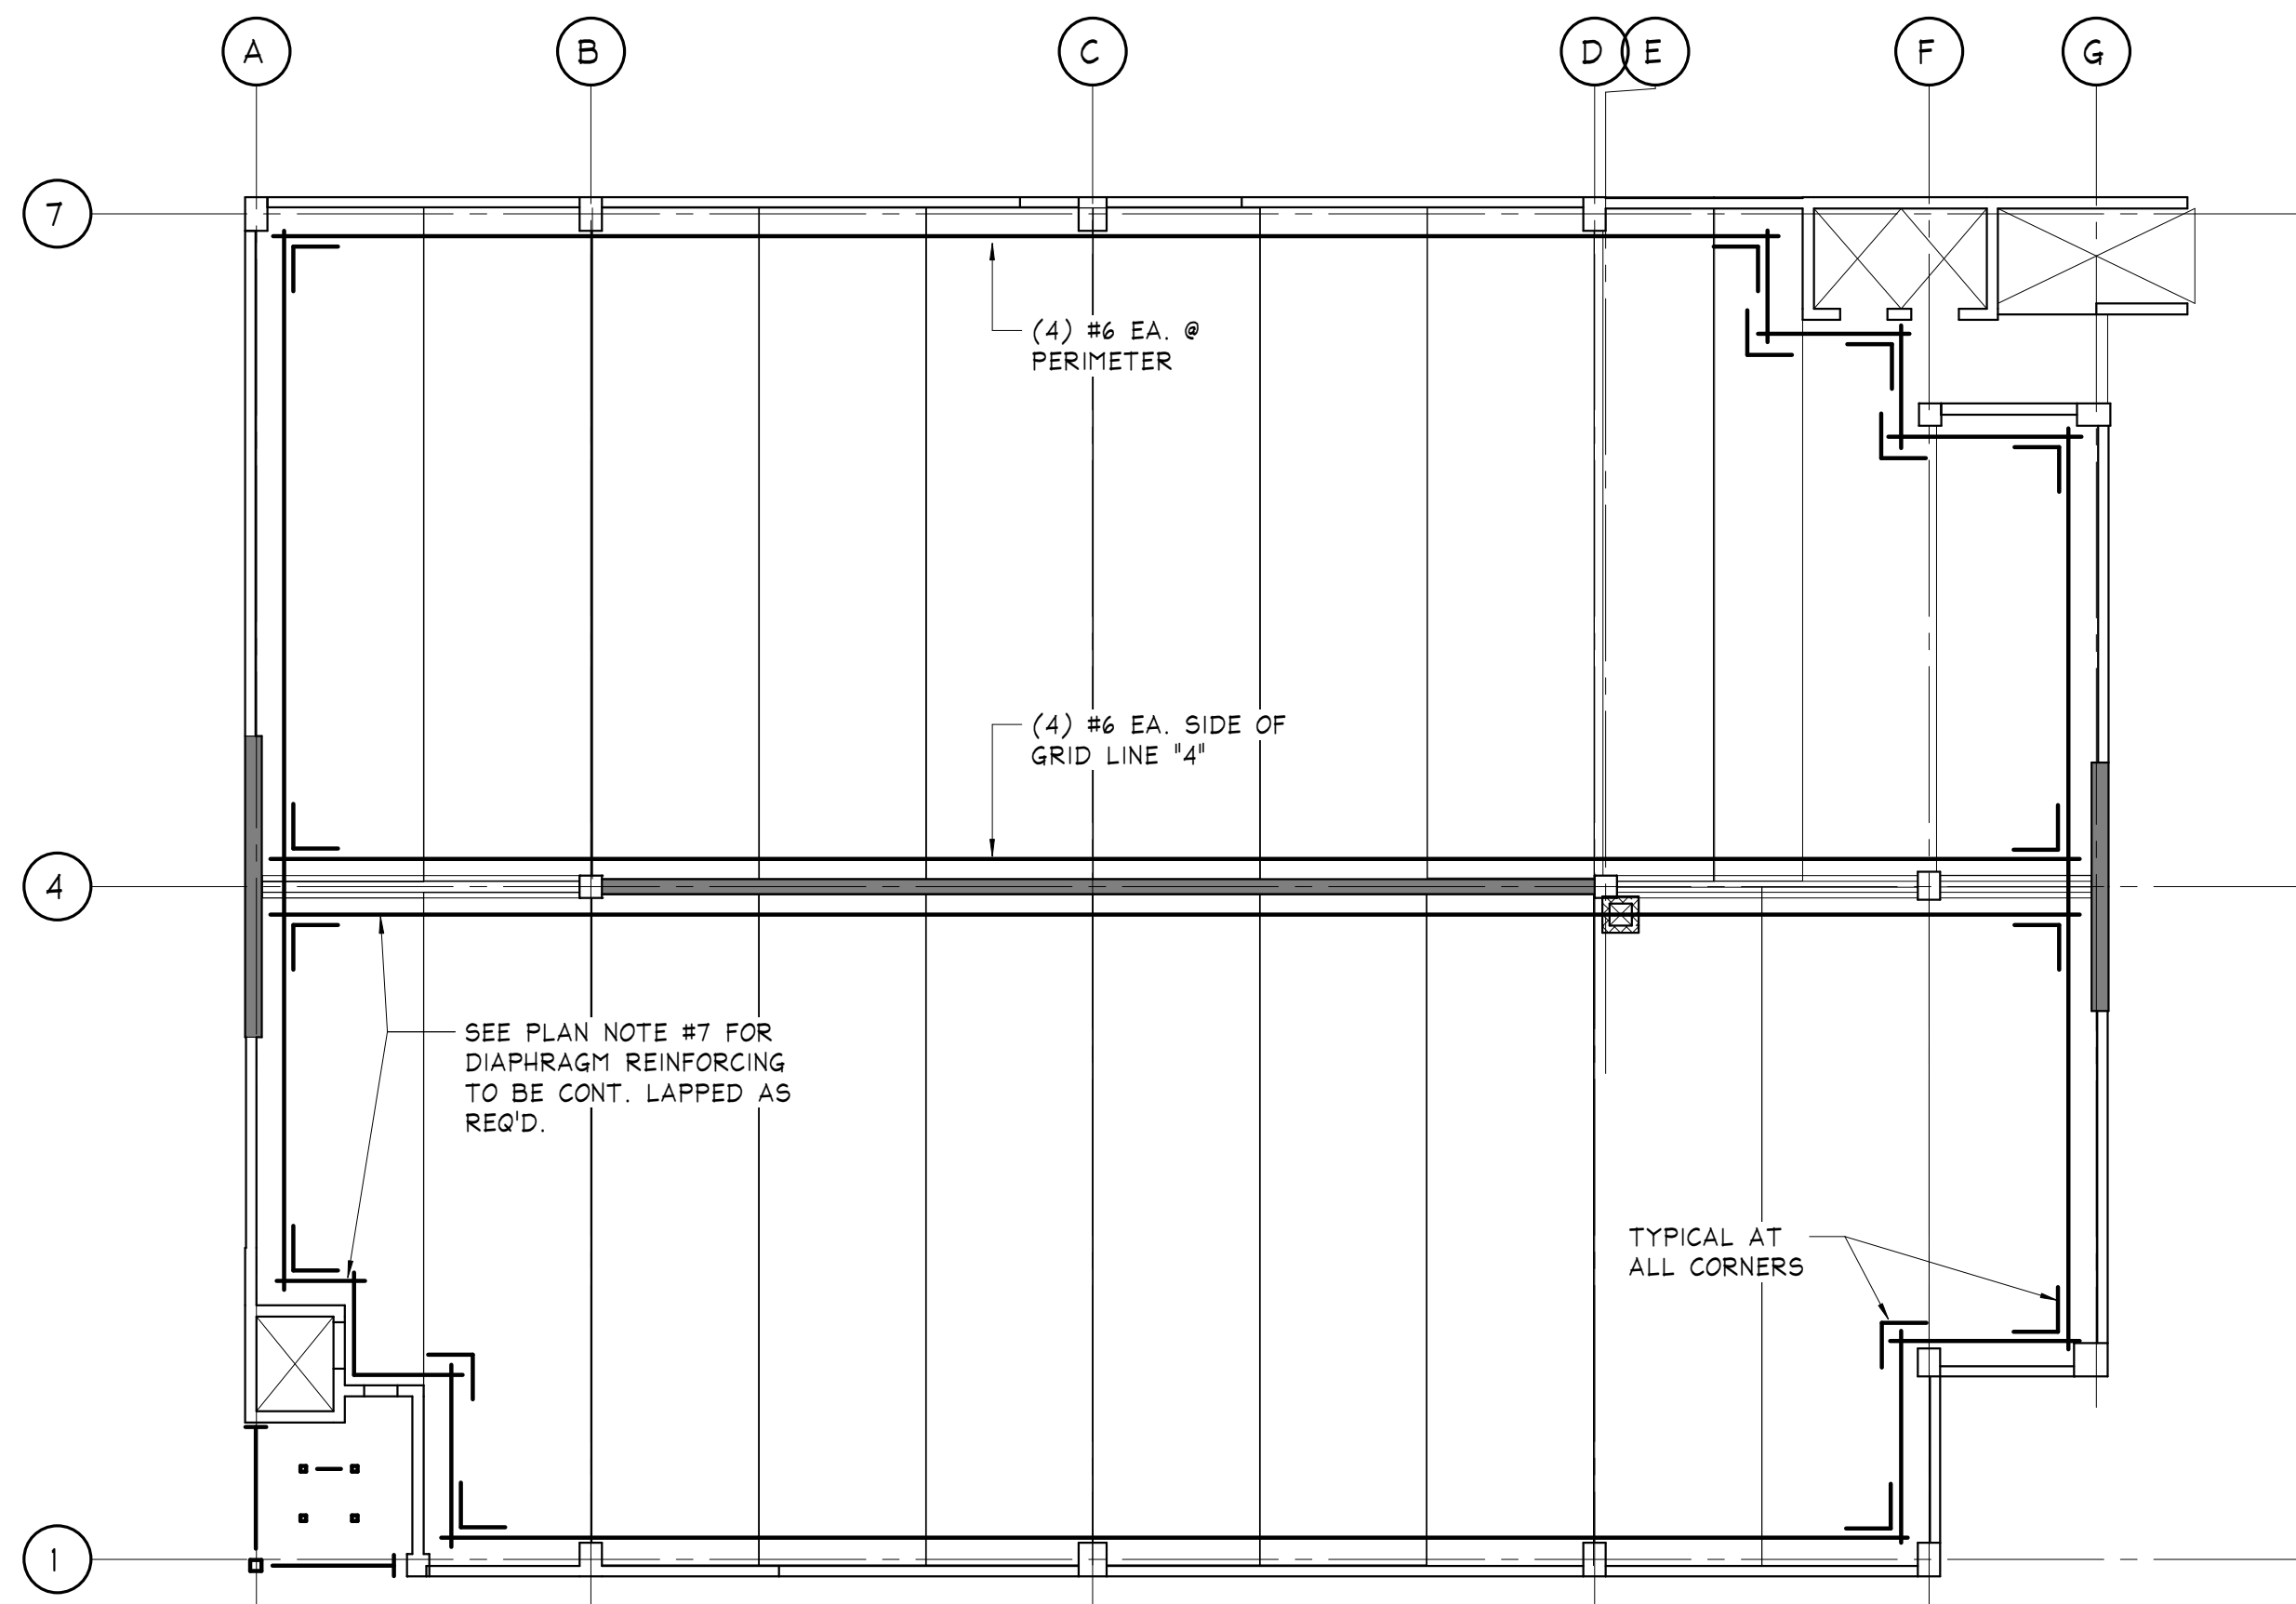 A
B
C
D
E
F
G
7
(4) #6 EA. @
PERIMETER
(4) #6 EA. SIDE OF
GRID LINE "4"
4
SEE PLAN NOTE #7 FOR
DIAPHRAGM REINFORCING
TO BE CONT. LAPPED AS
REQ'D.
TYPICAL AT
ALL CORNERS
1